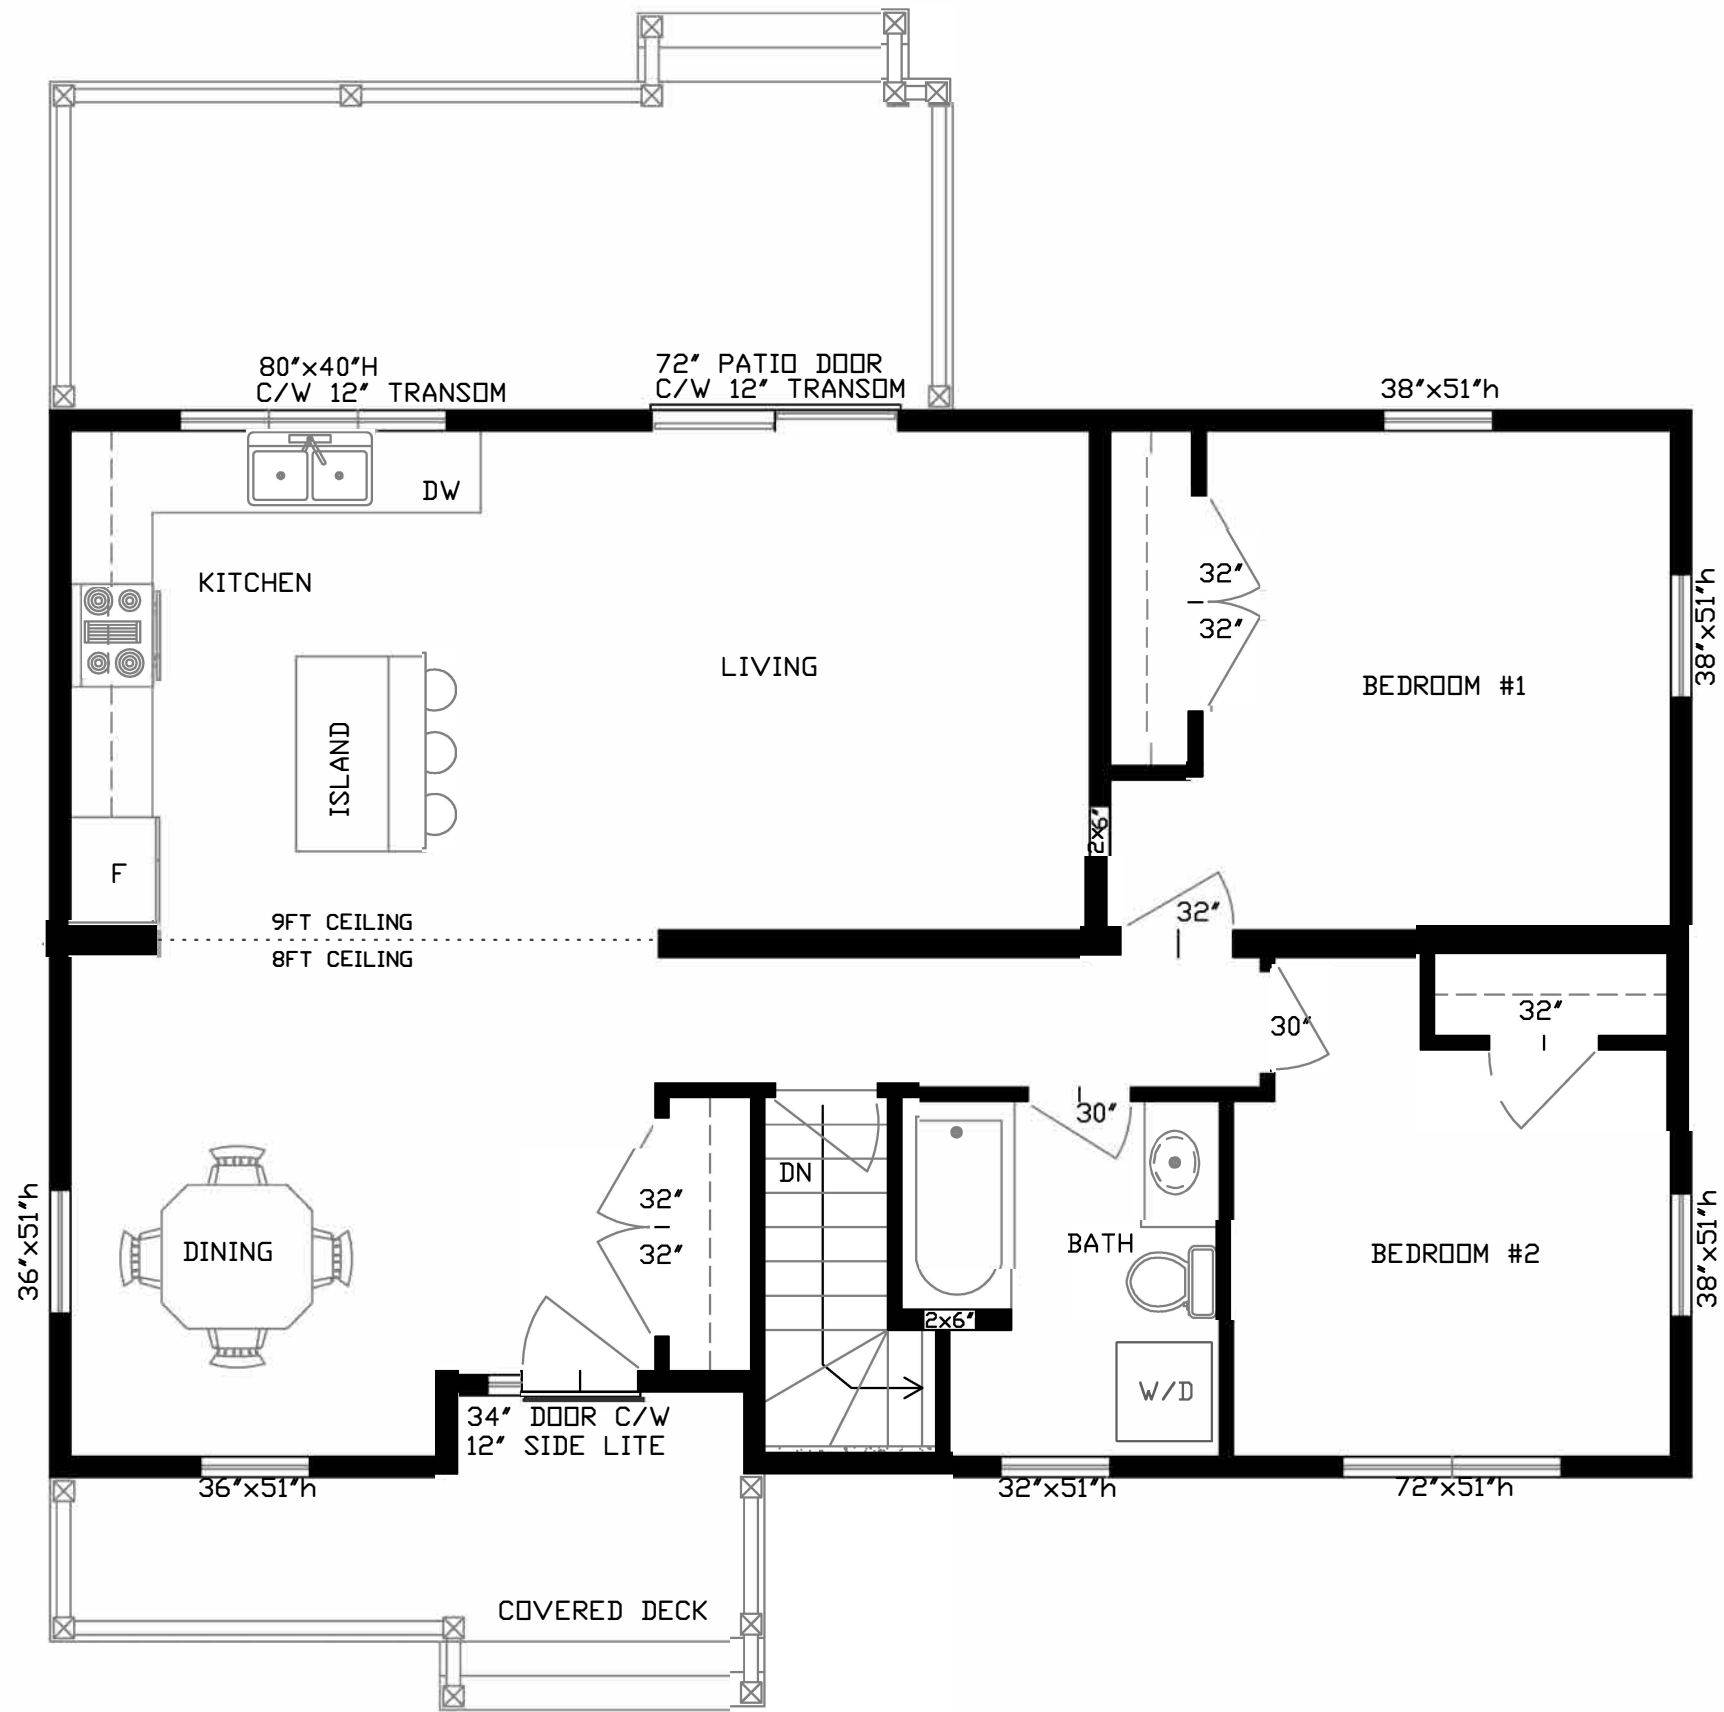 80"x40"H
C/W 12" TRANSOM
72" PATIO DOOR
C/W 12" TRANSOM
38"x51"h
DW
KITCHEN
32"
32"
38"x51"h
LIVING
BEDROOM #1
ISLAND
2x6"
F
9FT CEILING
8FT CEILING
32"
30"
32"
30"
DN
32"
32"
36"x51"h
DINING
BATH
BEDROOM #2
38"x51"h
2x6"
W/D
34" DOOR C/W
12" SIDE LITE
36"x51"h
32"x51"h
72"x51"h
COVERED DECK